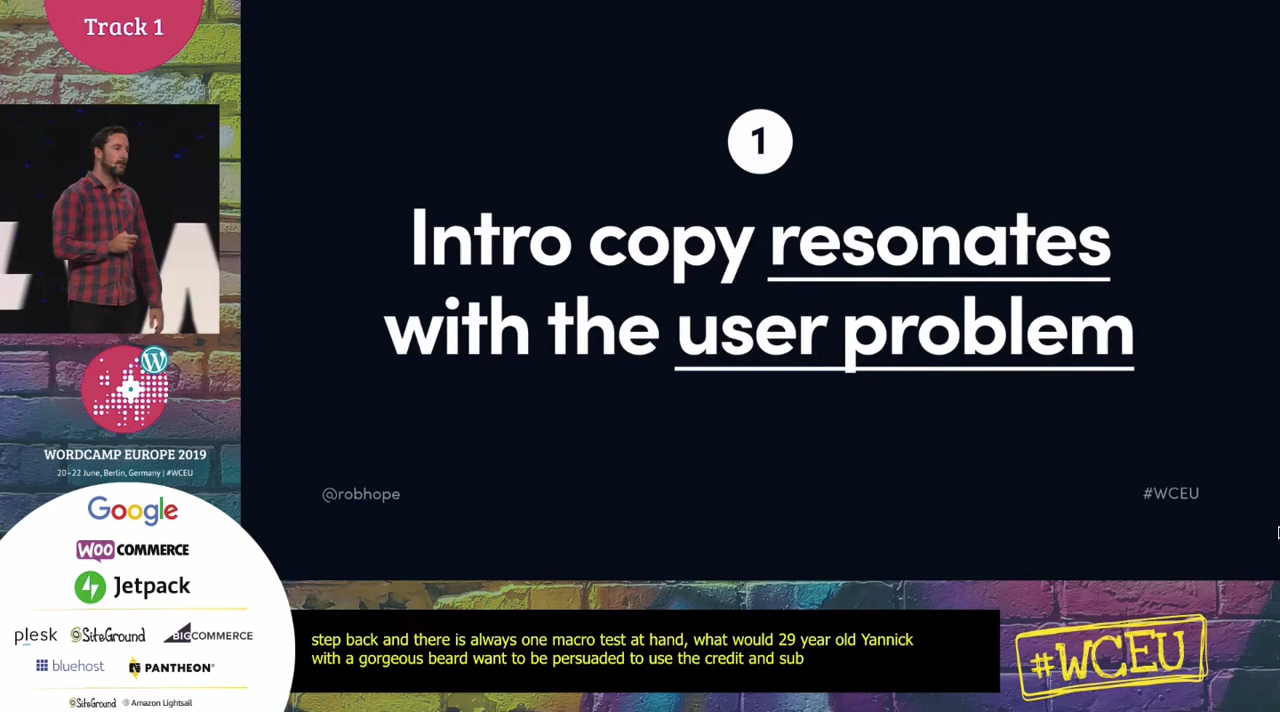 Track 1
1
Intro copy resonates
with the user problem
@robhope
#WCEU
WORDCAMP EUROPE 2019
20–22 June, Berlin, Germany | #WCEU
Google
WOO COMMERCE
Jetpack
plesk
SiteGround
BIGCOMMERCE
bluehost
PANTHEON®
SiteGround
Amazon Lightsail
step back and there is always one macro test at hand, what would 29 year old Yannick
with a gorgeous beard want to be persuaded to use the credit and sub
#WCEU